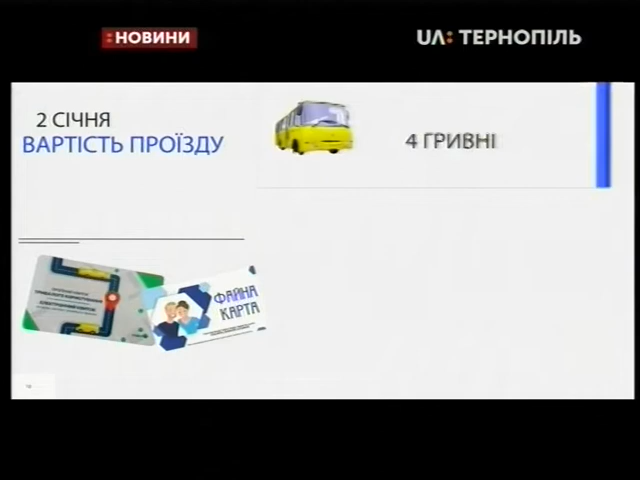 :НОВИНИ
UA: ТЕРНОПІЛЬ
2 СІЧНЯ
ВАРТІСТЬ ПРОЇЗДУ
4 ГРИВНІ
ФАЙНА
КАРТА